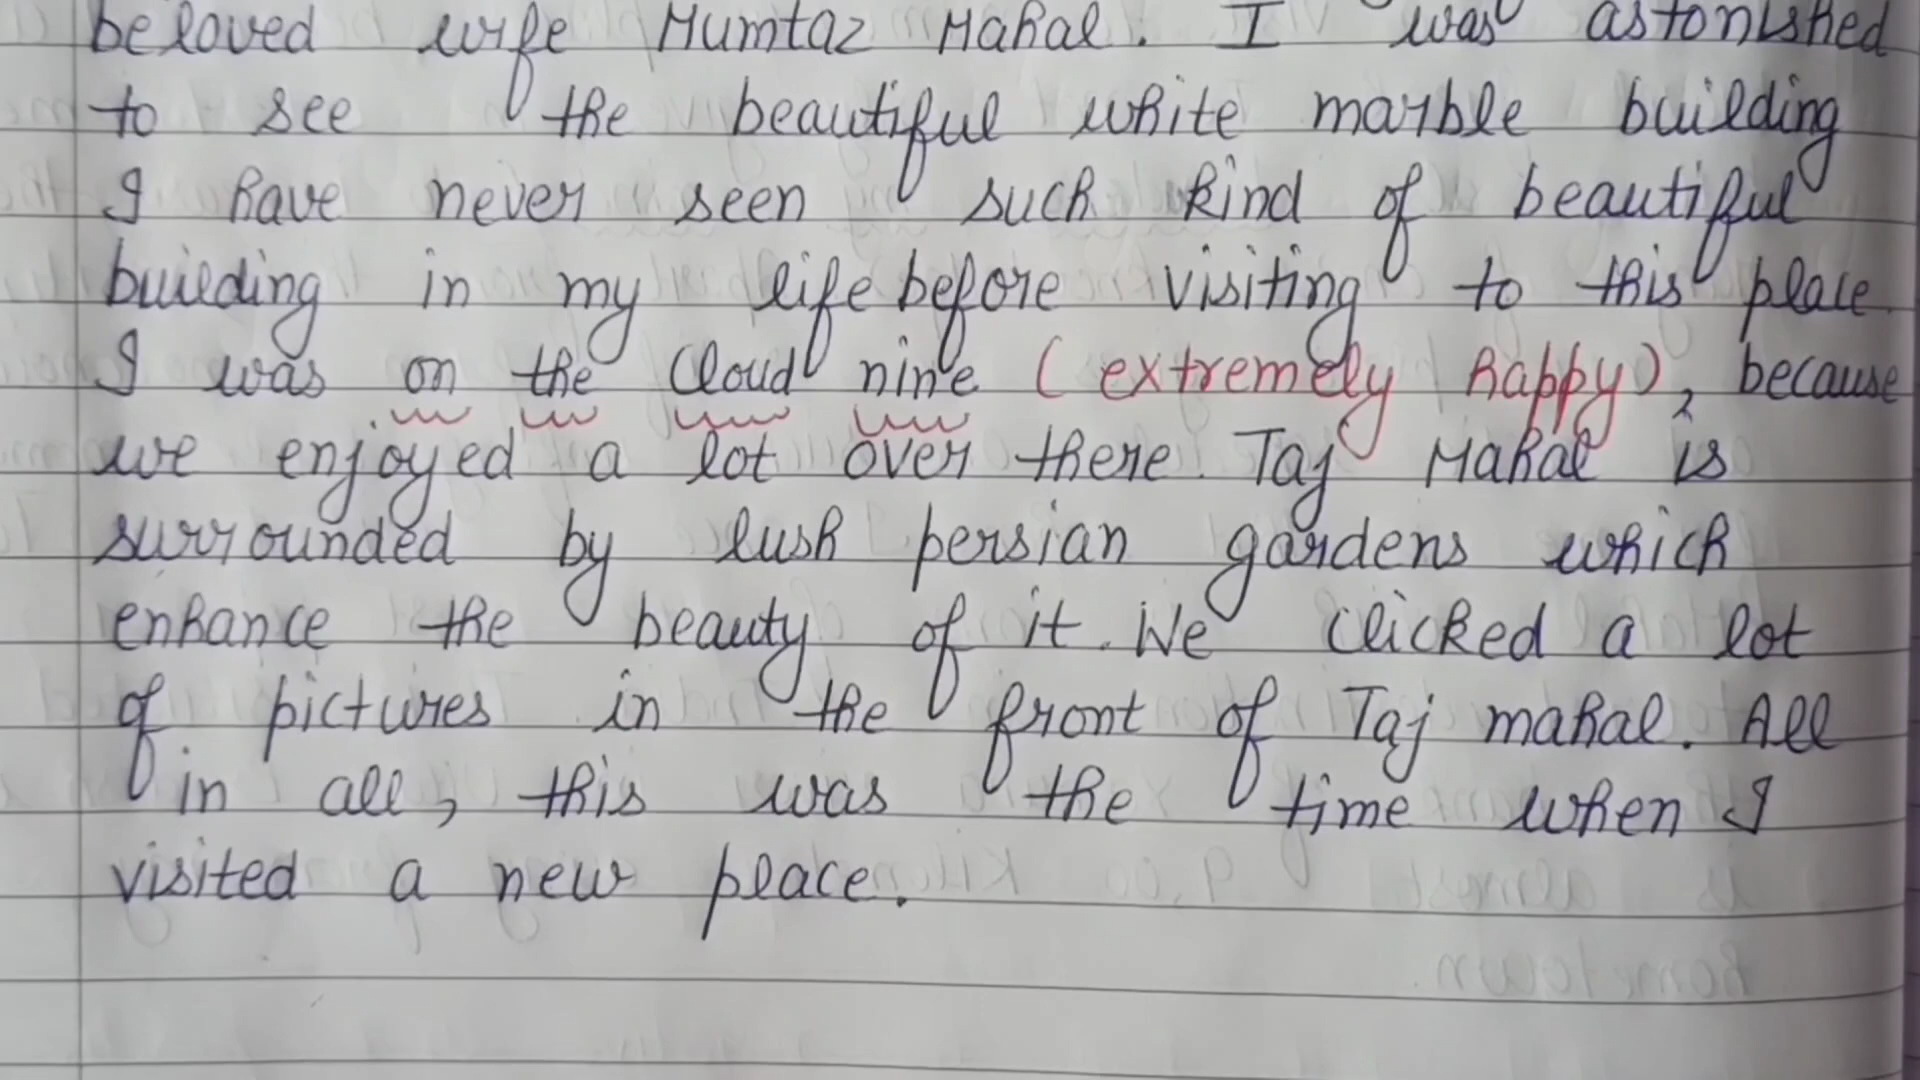 beloved wife Mumtaz Mahal. I was astonished
to see the beautiful white marble building
I have never seen such kind of beautiful
building in my life before visiting to this place
I was on the cloud nine (extremely happy), because
we enjoyed a lot over there. Taj Mahal is
surrounded by lush persian gardens which
enhance the beauty of it. We clicked a lot
of pictures in the front of Taj mahal. All
in all, this was the time when I
visited a new place.